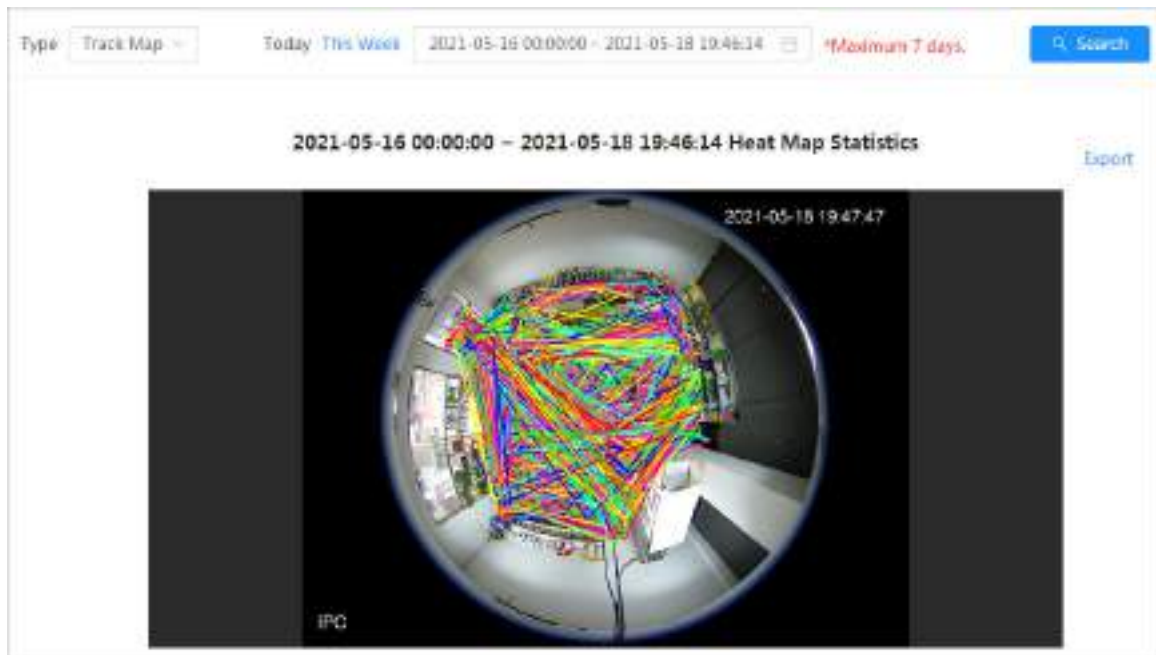 Type Track Map Today This Week 2021-05-16 00:00:00 - 2021-05-18 19:46:14 *Maximum 7 days. Search
2021-05-16 00:00:00 ~ 2021-05-18 19:46:14 Heat Map Statistics
Export
2021-05-18 19:47:47
IPC